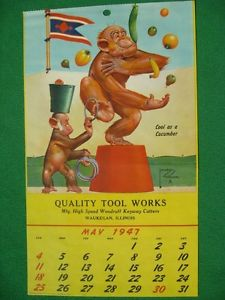 Cool as a
Cucumber
QUALITY TOOL WORKS
Mfg. High Speed Woodruff Keyway Cutters
WAUKEGAN, ILLINOIS
MAY 1947
1 2 3
4 5 6 7 8 9 10
11 12 13 14 15 16 17
18 19 20 21 22 23 24
25 26 27 28 29 30 31